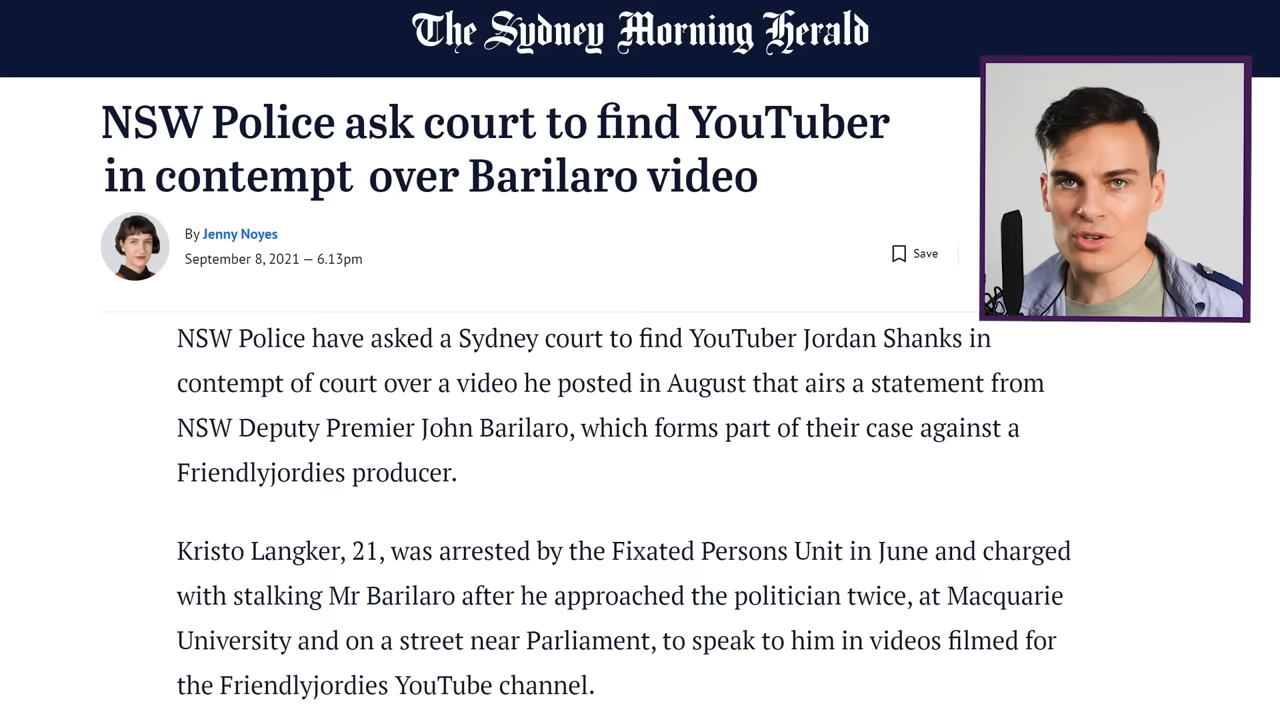 The Sydney Morning Herald
NSW Police ask court to find YouTuber
in contempt over Barilaro video
By Jenny Noyes
September 8, 2021 — 6.13pm
Save
NSW Police have asked a Sydney court to find YouTuber Jordan Shanks in
contempt of court over a video he posted in August that airs a statement from
NSW Deputy Premier John Barilaro, which forms part of their case against a
Friendlyjordies producer.
Kristo Langker, 21, was arrested by the Fixated Persons Unit in June and charged
with stalking Mr Barilaro after he approached the politician twice, at Macquarie
University and on a street near Parliament, to speak to him in videos filmed for
the Friendlyjordies YouTube channel.